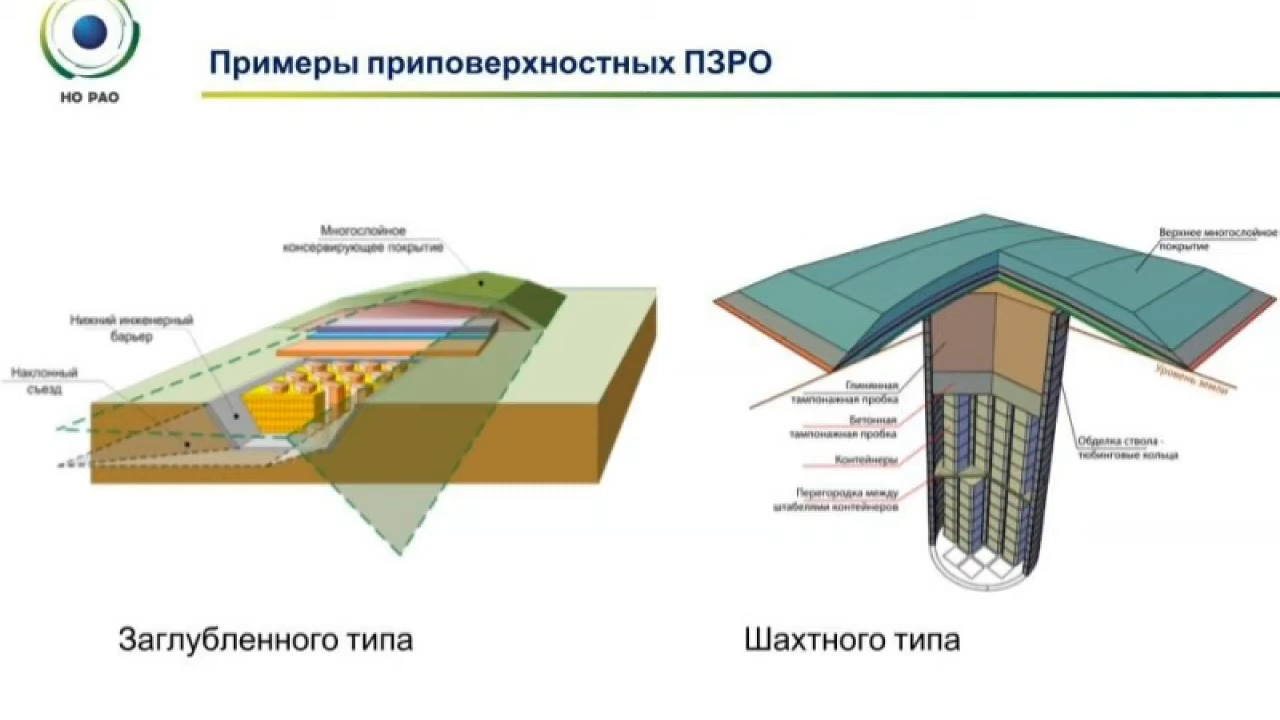 НО РАО
Примеры приповерхностных ПЗРО
Многослойное
консервирующее покрытие
Нижний инженерный
барьер
Наклонный
съезд
Верхнее многослойное
покрытие
Уровень земли
Глинянная
тампонажная пробка
Бетонная
тампонажная пробка
Контейнеры
Перегородка между
штабелями контейнеров
Обделка ствола -
тюбинговые кольца
Заглубленного типа
Шахтного типа